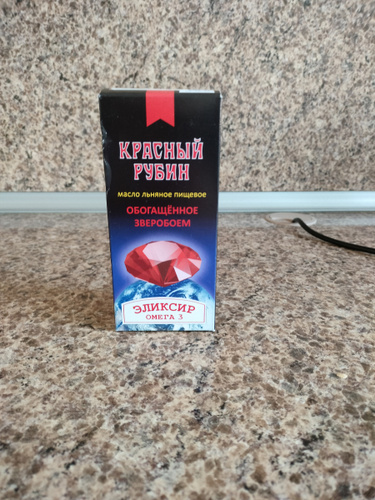 КРАСНЫЙ
РУБИН
масло льняное пищевое
ОБОГАЩЁННОЕ
ЗВЕРОБОЕМ
ЭЛИКСИР
ОМЕГА 3